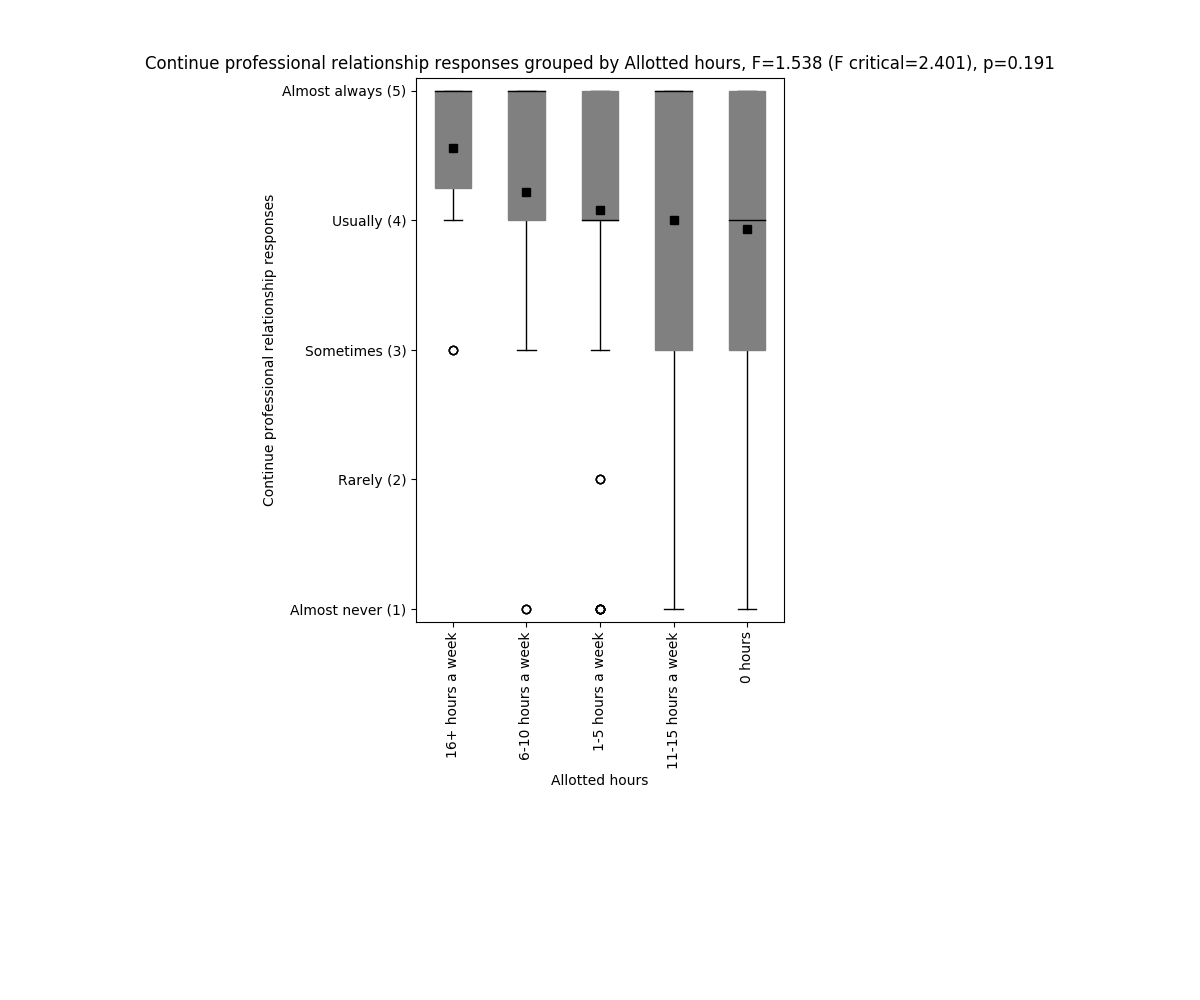 Continue professional relationship responses grouped by Allotted hours, F=1.538 (F critical=2.401), p=0.191
Continue professional relationship responses
Almost always (5)
Usually (4)
Sometimes (3)
Rarely (2)
Almost never (1)
16+ hours a week
6-10 hours a week
1-5 hours a week
11-15 hours a week
0 hours
Allotted hours